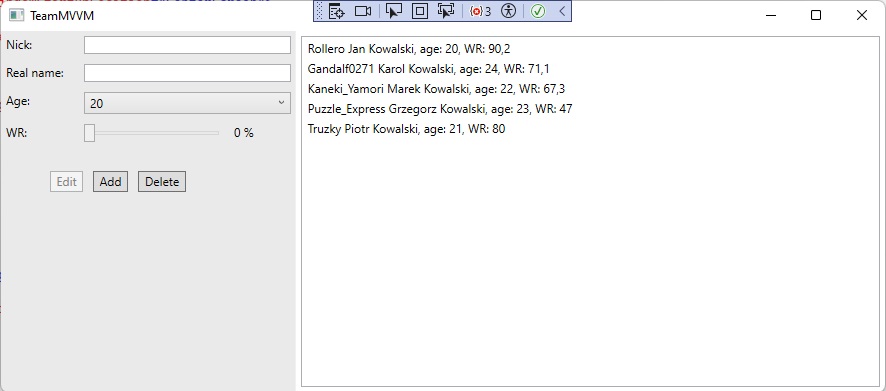 TeamMVVM
3
Nick:
Real name:
Age:
20
WR:
0 %
Edit
Add
Delete
Rollero Jan Kowalski, age: 20, WR: 90,2
Gandalf0271 Karol Kowalski, age: 24, WR: 71,1
Kaneki_Yamori Marek Kowalski, age: 22, WR: 67,3
Puzzle_Express Grzegorz Kowalski, age: 23, WR: 47
Truzky Piotr Kowalski, age: 21, WR: 80